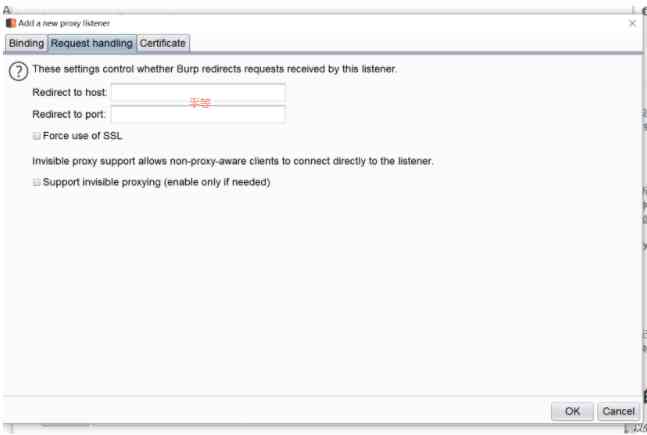 Add a new proxy listener
Binding Request handling Certificate
These settings control whether Burp redirects requests received by this listener.
Redirect to host:
平等
Redirect to port:
Force use of SSL
Invisible proxy support allows non-proxy-aware clients to connect directly to the listener.
Support invisible proxying (enable only if needed)
OK Cancel